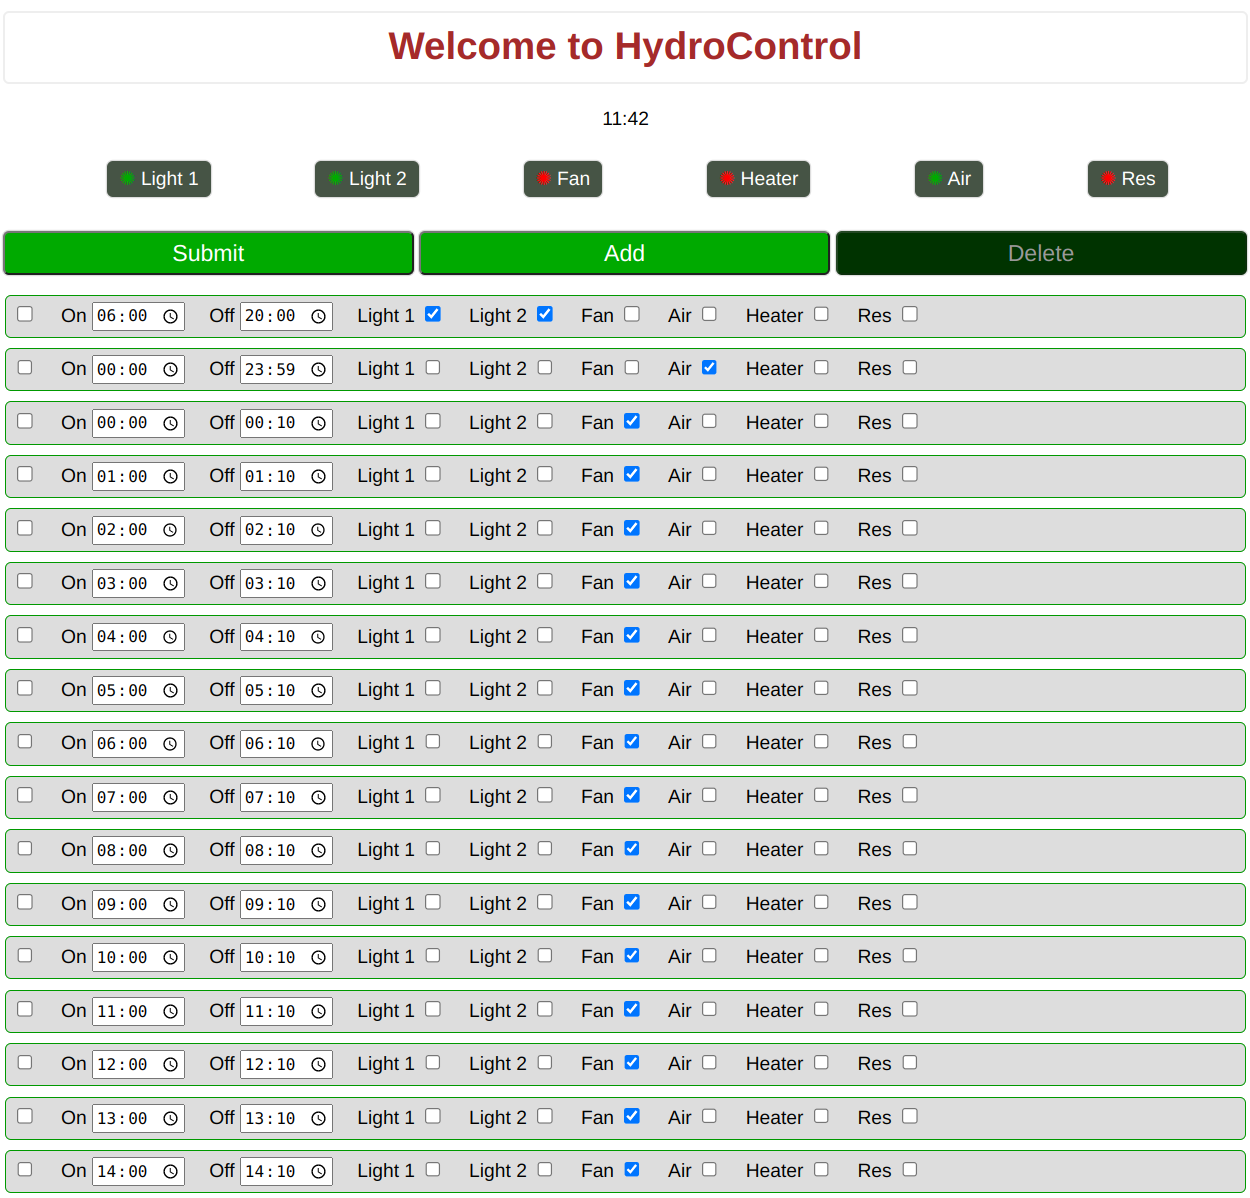 Welcome to HydroControl
11:42
Light 1 Light 2 Fan Heater Air Res
Submit Add Delete
On 06:00 Off 20:00 Light 1 Light 2 Fan Air Heater Res
On 00:00 Off 23:59 Light 1 Light 2 Fan Air Heater Res
On 00:00 Off 00:10 Light 1 Light 2 Fan Air Heater Res
On 01:00 Off 01:10 Light 1 Light 2 Fan Air Heater Res
On 02:00 Off 02:10 Light 1 Light 2 Fan Air Heater Res
On 03:00 Off 03:10 Light 1 Light 2 Fan Air Heater Res
On 04:00 Off 04:10 Light 1 Light 2 Fan Air Heater Res
On 05:00 Off 05:10 Light 1 Light 2 Fan Air Heater Res
On 06:00 Off 06:10 Light 1 Light 2 Fan Air Heater Res
On 07:00 Off 07:10 Light 1 Light 2 Fan Air Heater Res
On 08:00 Off 08:10 Light 1 Light 2 Fan Air Heater Res
On 09:00 Off 09:10 Light 1 Light 2 Fan Air Heater Res
On 10:00 Off 10:10 Light 1 Light 2 Fan Air Heater Res
On 11:00 Off 11:10 Light 1 Light 2 Fan Air Heater Res
On 12:00 Off 12:10 Light 1 Light 2 Fan Air Heater Res
On 13:00 Off 13:10 Light 1 Light 2 Fan Air Heater Res
On 14:00 Off 14:10 Light 1 Light 2 Fan Air Heater Res